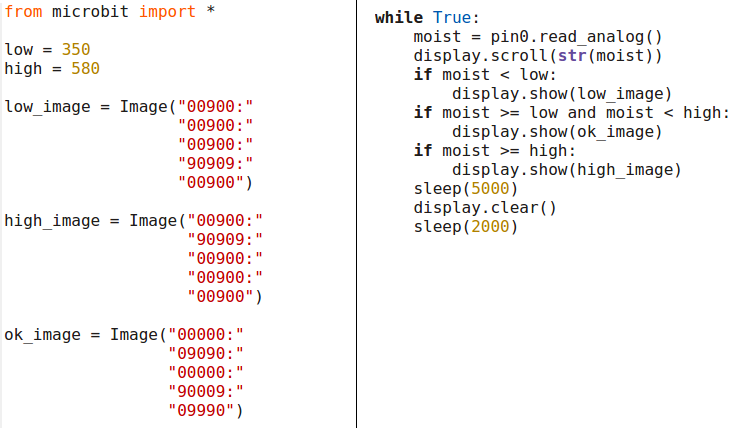 from microbit import *

low = 350
high = 580

low_image = Image("00900:"
                  "00900:"
                  "00900:"
                  "90909:"
                  "00900")

high_image = Image("00900:"
                   "90909:"
                   "00900:"
                   "00900:"
                   "00900")

ok_image = Image("00000:"
                 "09090:"
                 "00000:"
                 "90009:"
                 "09990")

while True:
    moist = pin0.read_analog()
    display.scroll(str(moist))
    if moist < low:
        display.show(low_image)
    if moist >= low and moist < high:
        display.show(ok_image)
    if moist >= high:
        display.show(high_image)
    sleep(5000)
    display.clear()
    sleep(2000)